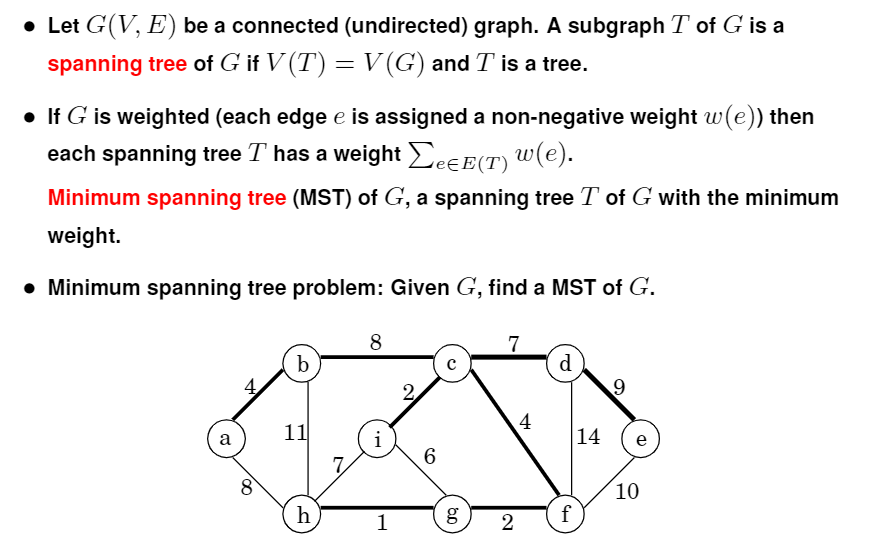 ● Let G(V, E) be a connected (undirected) graph. A subgraph T of G is a
spanning tree of G if V(T) = V(G) and T is a tree.
● If G is weighted (each edge e is assigned a non-negative weight w(e)) then
each spanning tree T has a weight ∑e∈E(T) w(e).
Minimum spanning tree (MST) of G, a spanning tree T of G with the minimum
weight.
● Minimum spanning tree problem: Given G, find a MST of G.
8 7
b c d
4 2 9
4
11 14
a i e
7 6
8 10
h g f
1 2